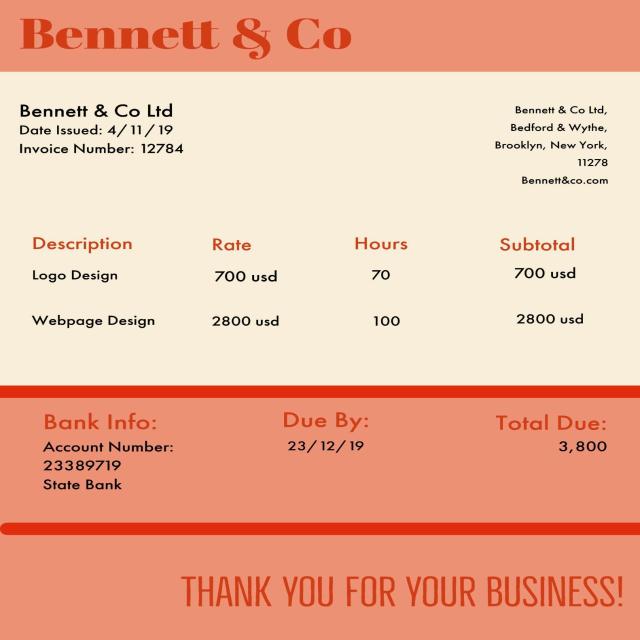 Bennett & Co
Bennett & Co Ltd
Date Issued: 4/11/19
Invoice Number: 12784
Bennett & Co Ltd,
Bedford & Wythe,
Brooklyn, New York,
11278
Bennett&co.com
Description Rate Hours Subtotal
Logo Design 700 usd 70 700 usd
Webpage Design 2800 usd 100 2800 usd
Bank Info:
Account Number:
23389719
State Bank
Due By:
23/12/19
Total Due:
3,800
THANK YOU FOR YOUR BUSINESS!